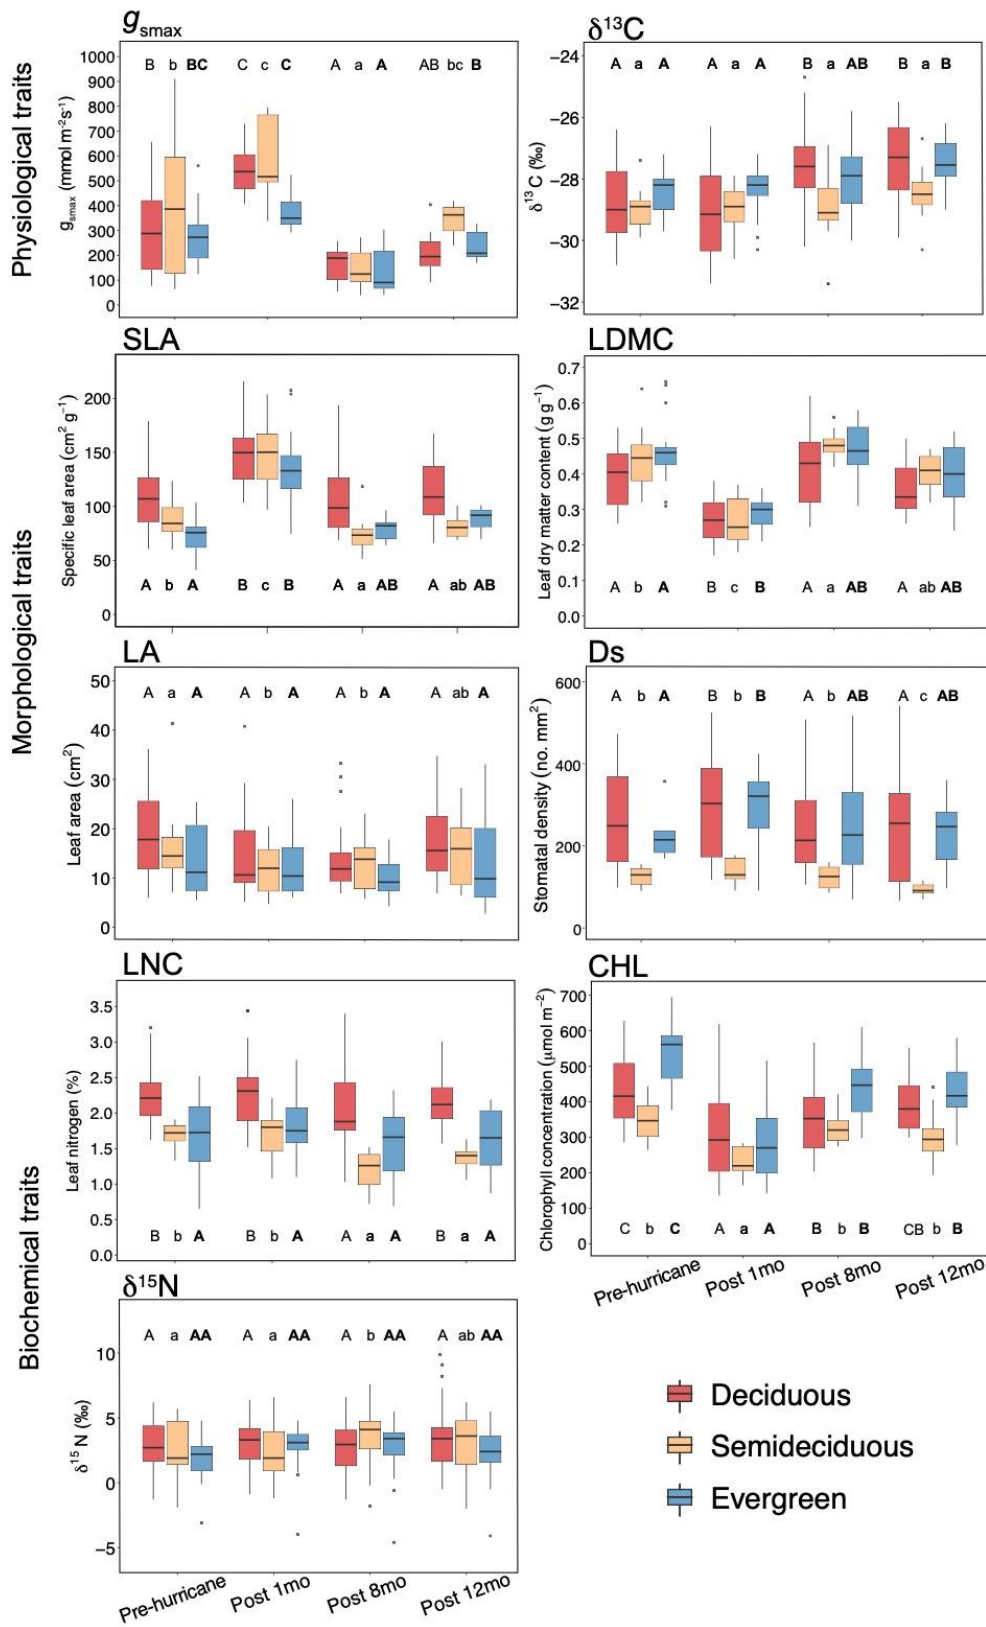 Physiological traits
gsmax
gsmax (mmol m⁻²s⁻¹)
1000
900
800
700
600
500
400
300
200
100
0
B b BC C c C A a A AB bc B
δ¹³C
δ¹³C (‰)
−24
−26
−28
−30
−32
A a A A a A B a AB B a B
Morphological traits
SLA
Specific leaf area (cm² g⁻¹)
200
150
100
50
0
A b A B c B A a AB A ab AB
LDMC
Leaf dry matter content (g g⁻¹)
0.7
0.6
0.5
0.4
0.3
0.2
0.1
0.0
A b A B c B A a AB A ab AB
LA
Leaf area (cm²)
50
40
30
20
10
0
A a A A b A A b A A ab A
Ds
Stomatal density (no. mm²)
600
400
200
0
A b A B b B A b AB A c AB
Biochemical traits
LNC
Leaf nitrogen (%)
3.5
3.0
2.5
2.0
1.5
1.0
0.5
0.0
B b A B b A A a A B a A
CHL
Chlorophyll concentration (µmol m⁻²)
700
600
500
400
300
200
100
0
C b C A a A B b B CB b B
Pre-hurricane Post 1mo Post 8mo Post 12mo
δ¹⁵N
δ¹⁵N (‰)
10
5
0
−5
A a AA A a AA A b AA A ab AA
Pre-hurricane Post 1mo Post 8mo Post 12mo
Deciduous
Semideciduous
Evergreen